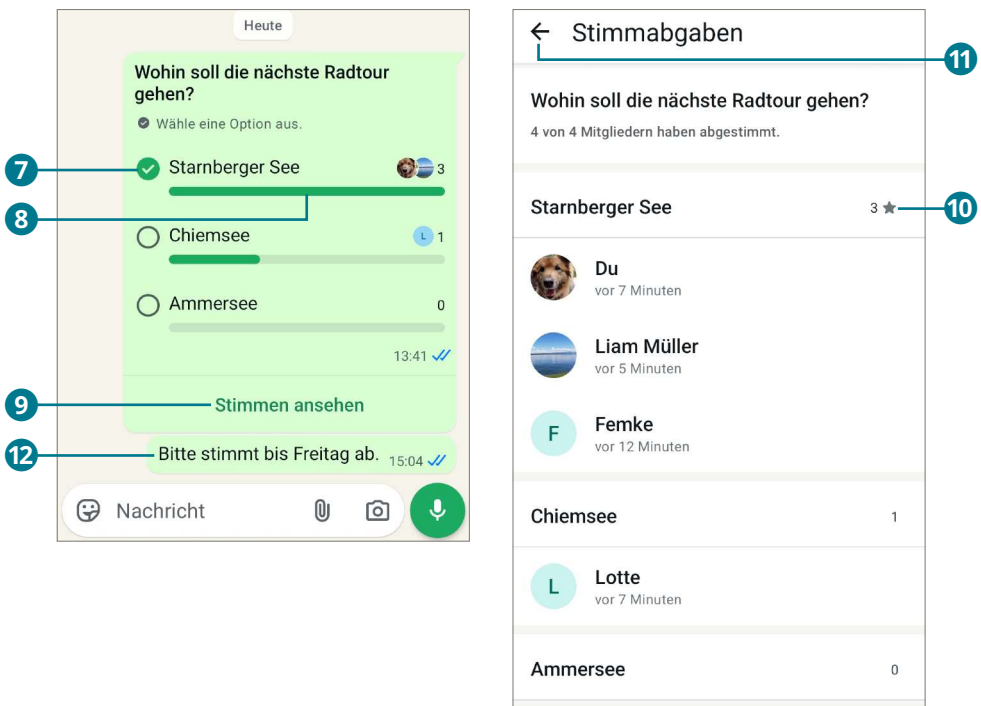 Heute
Wohin soll die nächste Radtour
gehen?
Wähle eine Option aus.
7
Starnberger See 3
8
Chiemsee L 1
Ammersee 0
13:41
9
Stimmen ansehen
12
Bitte stimmt bis Freitag ab. 15:04
Nachricht
Stimmabgaben
11
Wohin soll die nächste Radtour gehen?
4 von 4 Mitgliedern haben abgestimmt.
Starnberger See 3
10
Du
vor 7 Minuten
Liam Müller
vor 5 Minuten
F
Femke
vor 12 Minuten
Chiemsee 1
L
Lotte
vor 7 Minuten
Ammersee 0